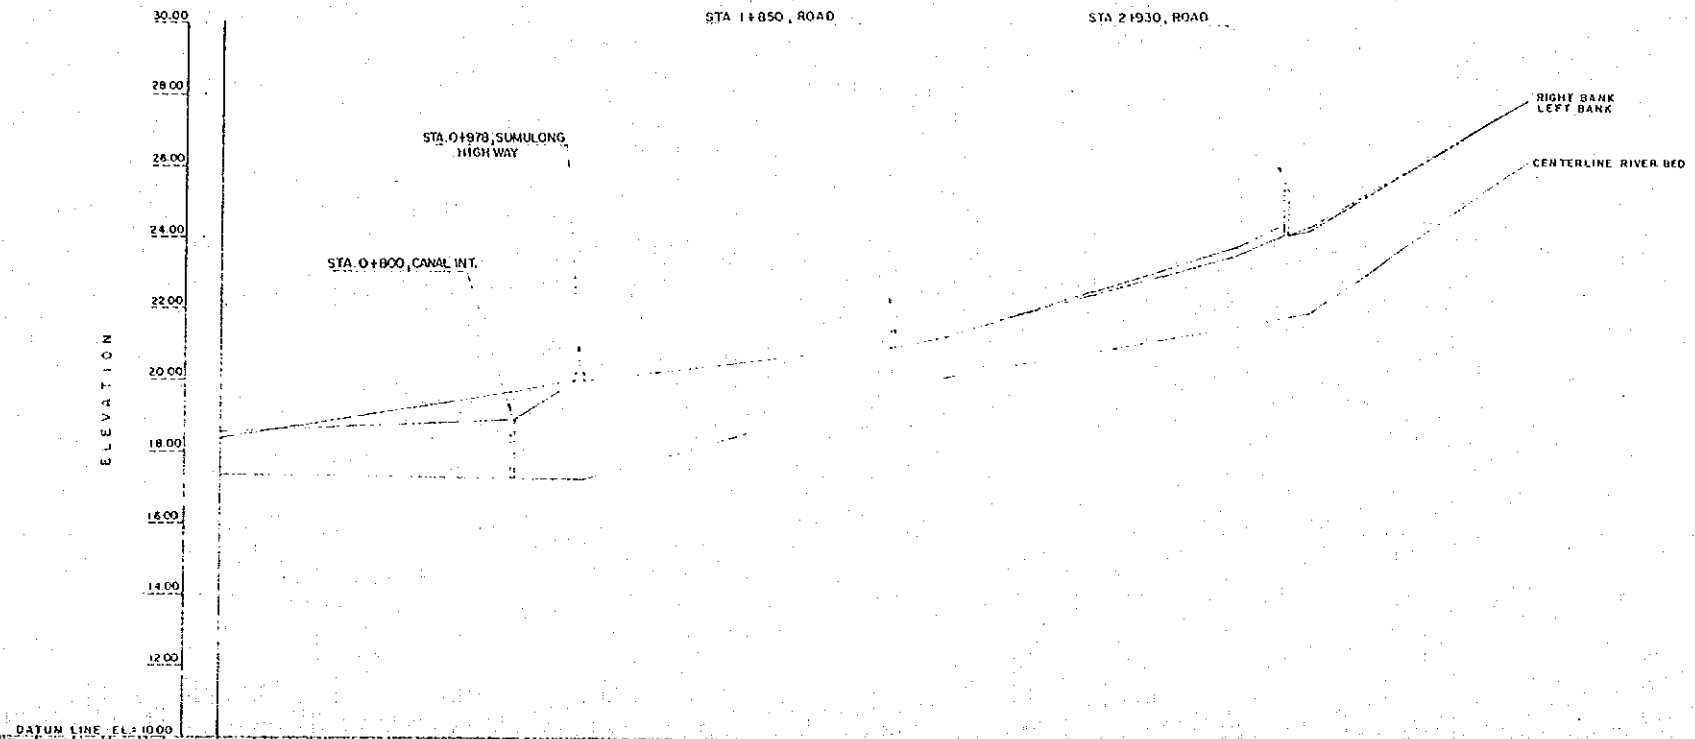 STA 1+850, ROAD
STA 2+930, ROAD
30.00
28.00
26.00
24.00
22.00
20.00
18.00
16.00
14.00
12.00
ELEVATION
STA. 0+978, SUMULONG
HIGHWAY
STA. 0+800, CANAL INT.
RIGHT BANK
LEFT BANK
CENTERLINE RIVER BED
DATUM LINE EL.= 10.00